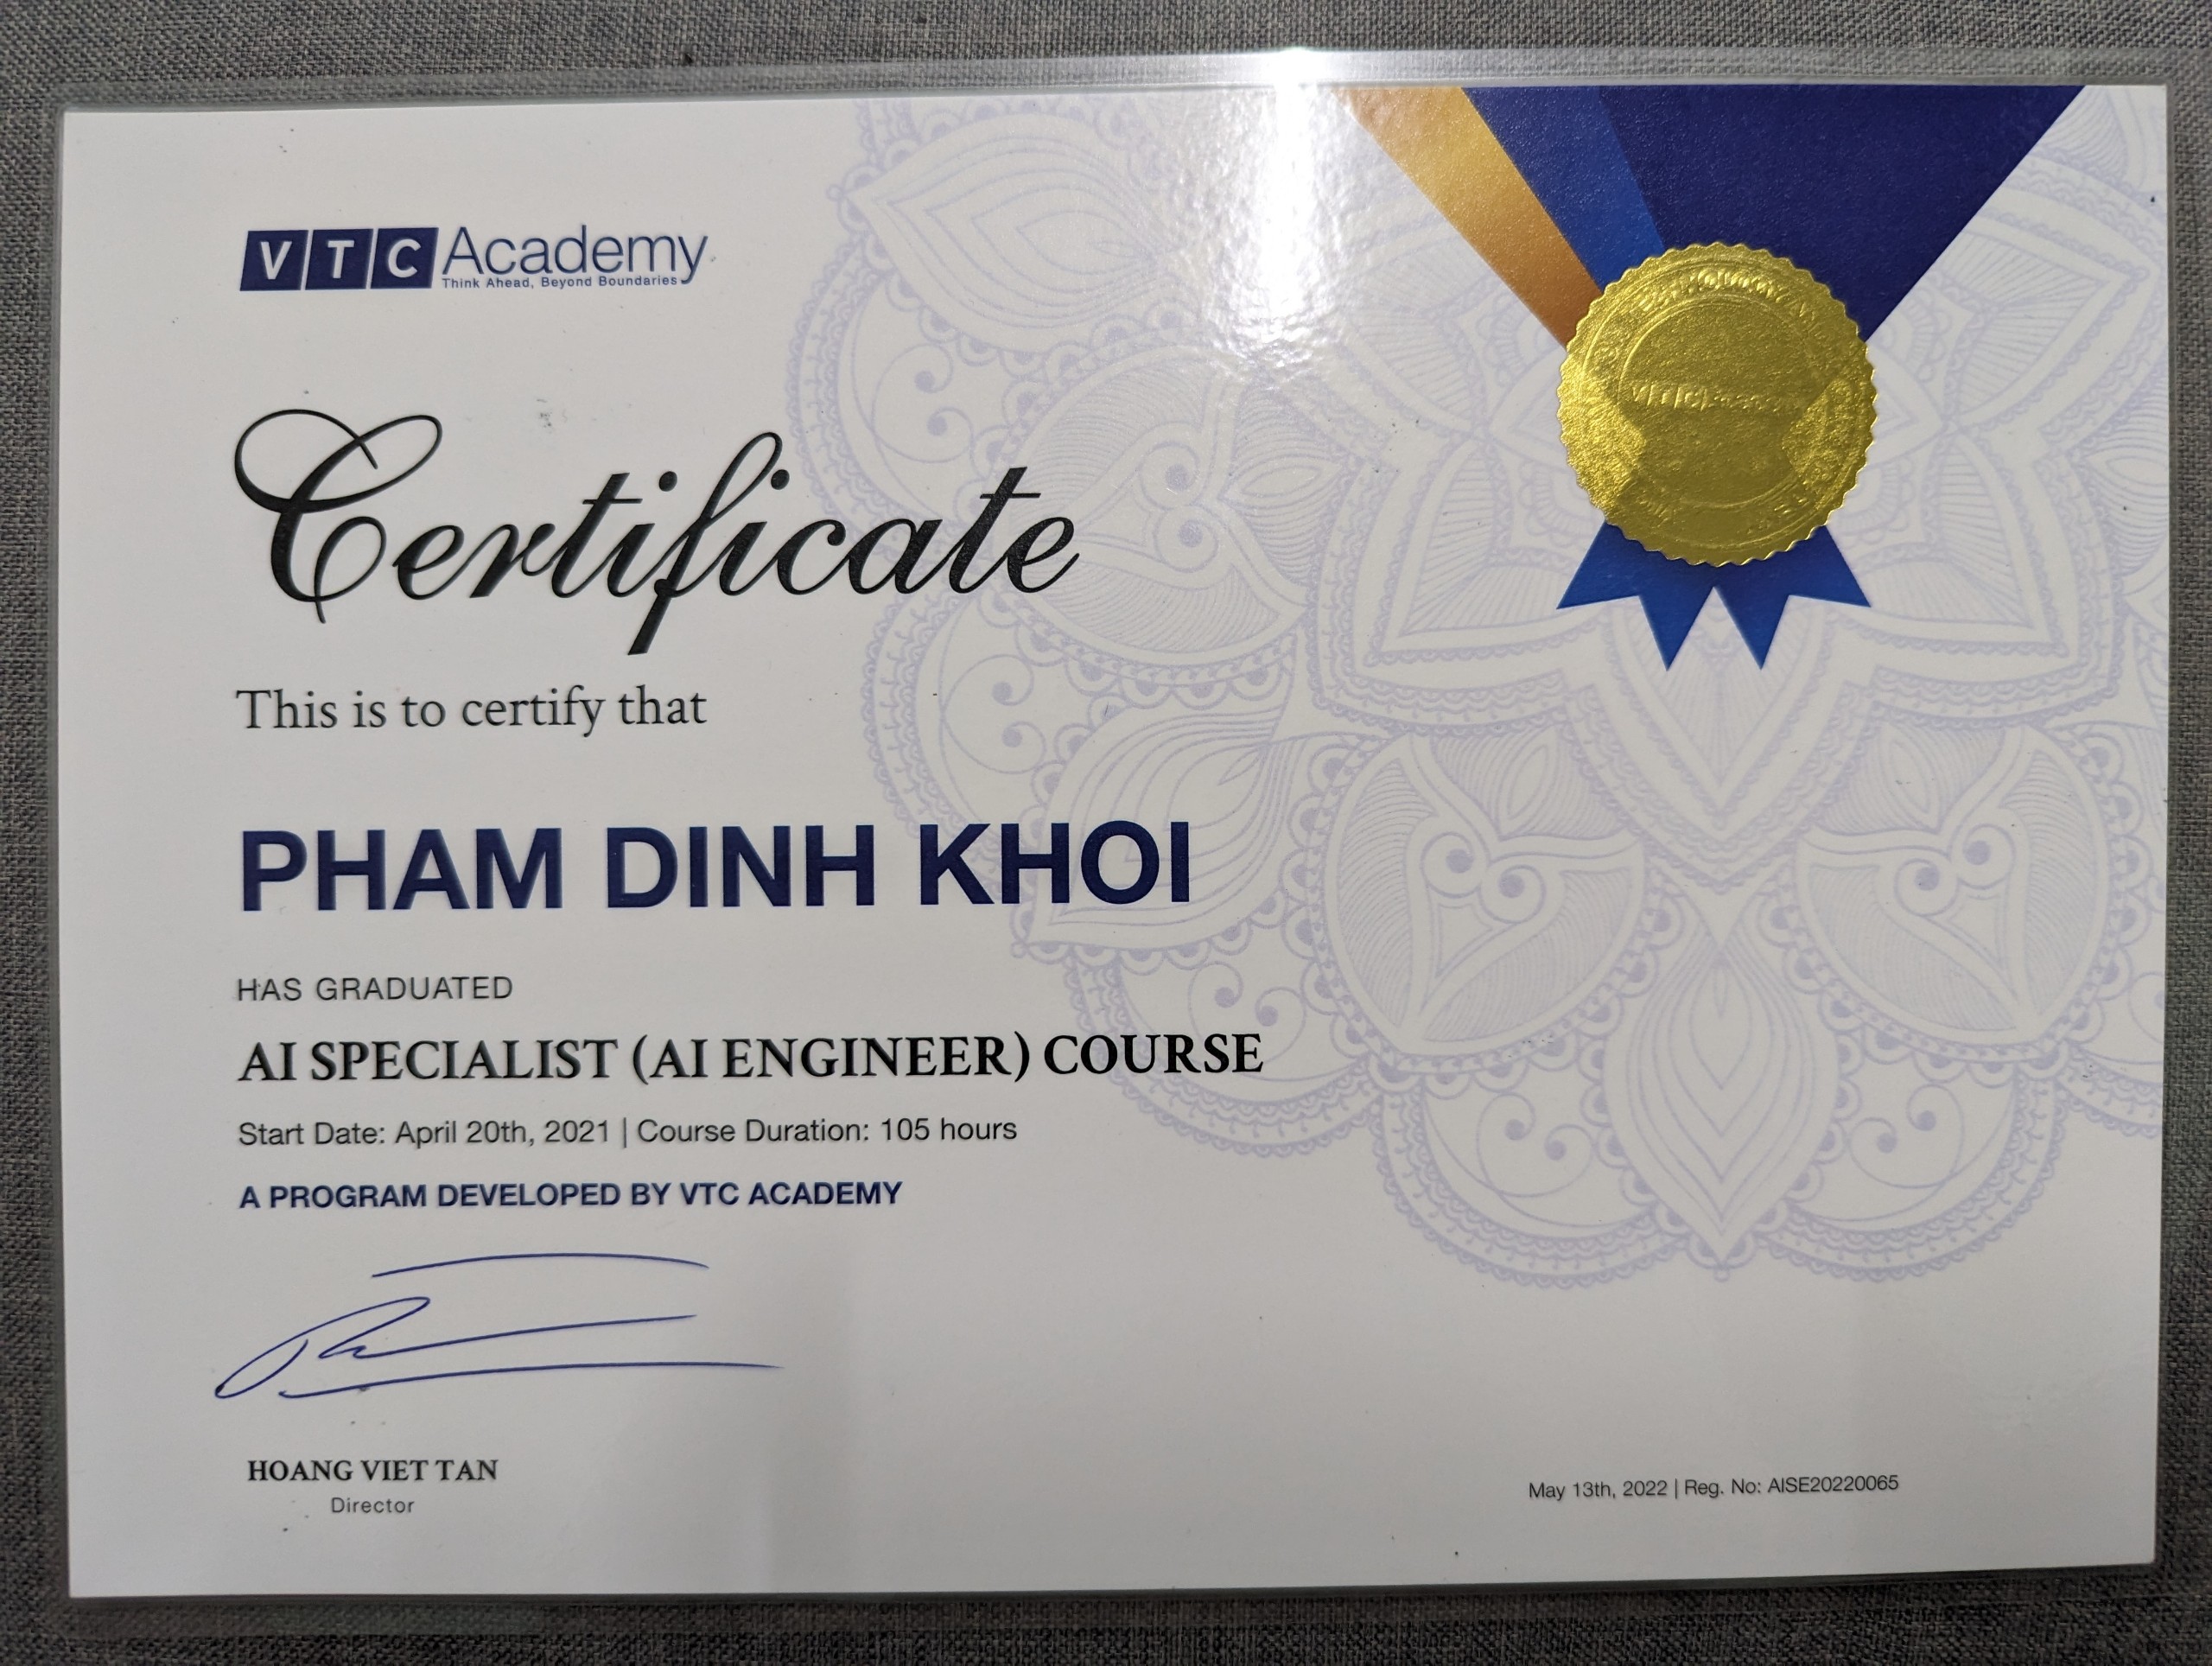 VTC Academy
Think Ahead, Beyond Boundaries
Certificate
This is to certify that
PHAM DINH KHOI
HAS GRADUATED
AI SPECIALIST (AI ENGINEER) COURSE
Start Date: April 20th, 2021 | Course Duration: 105 hours
A PROGRAM DEVELOPED BY VTC ACADEMY
HOANG VIET TAN
Director
May 13th, 2022 | Reg. No: AISE20220065